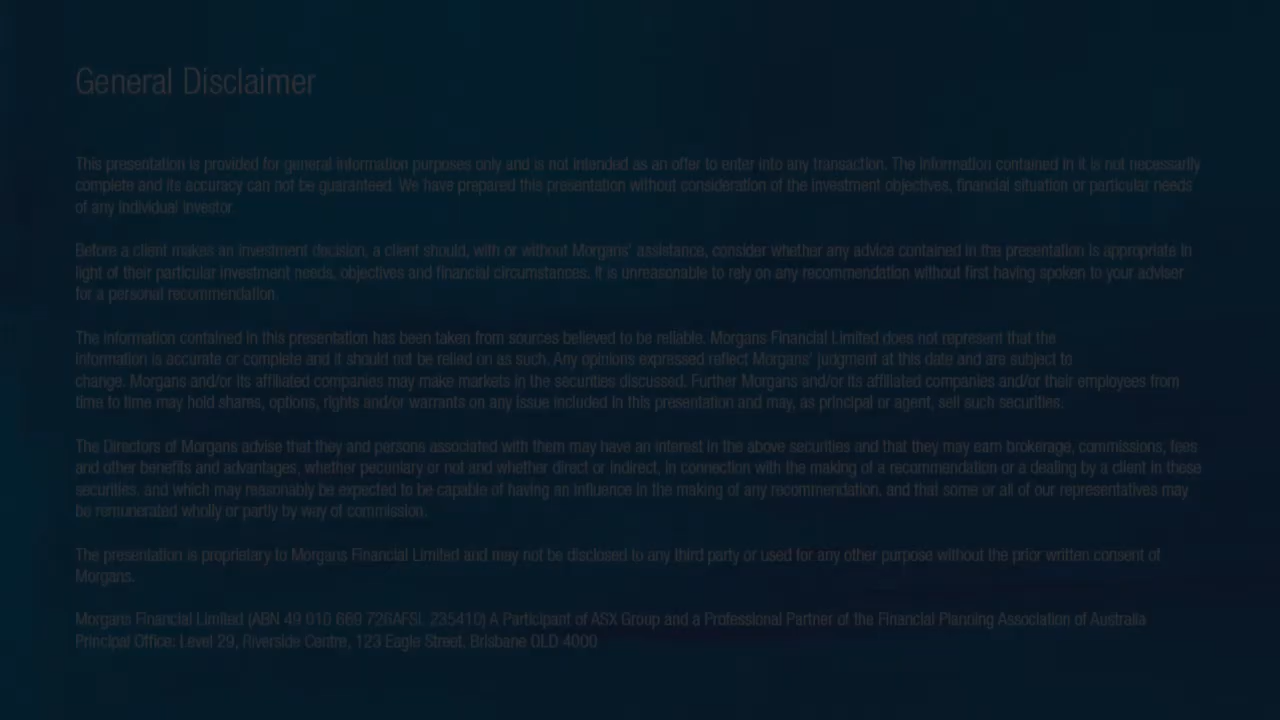 General Disclaimer
This presentation is provided for general information purposes only and is not intended as an offer to enter into any transaction. The information contained in it is not necessarily
complete and its accuracy can not be guaranteed. We have prepared this presentation without consideration of the investment objectives, financial situation or particular needs
of any individual investor.
Before a client makes an investment decision, a client should, with or without Morgans' assistance, consider whether any advice contained in the presentation is appropriate in
light of their particular investment needs, objectives and financial circumstances. It is unreasonable to rely on any recommendation without first having spoken to your adviser
for a personal recommendation.
The information contained in this presentation has been taken from sources believed to be reliable. Morgans Financial Limited does not represent that the
information is accurate or complete and it should not be relied on as such. Any opinions expressed reflect Morgans' judgment at this date and are subject to
change. Morgans and/or its affiliated companies may make markets in the securities discussed. Further Morgans and/or its affiliated companies and/or their employees from
time to time may hold shares, options, rights and/or warrants on any issue included in this presentation and may, as principal or agent, sell such securities.
The Directors of Morgans advise that they and persons associated with them may have an interest in the above securities and that they may earn brokerage, commissions, fees
and other benefits and advantages, whether pecuniary or not and whether direct or indirect, in connection with the making of a recommendation or a dealing by a client in these
securities, and which may reasonably be expected to be capable of having an influence in the making of any recommendation, and that some or all of our representatives may
be remunerated wholly or partly by way of commission.
The presentation is proprietary to Morgans Financial Limited and may not be disclosed to any third party or used for any other purpose without the prior written consent of
Morgans.
Morgans Financial Limited (ABN 49 010 669 726AFSL 235410) A Participant of ASX Group and a Professional Partner of the Financial Planning Association of Australia
Principal Office: Level 29, Riverside Centre, 123 Eagle Street, Brisbane QLD 4000